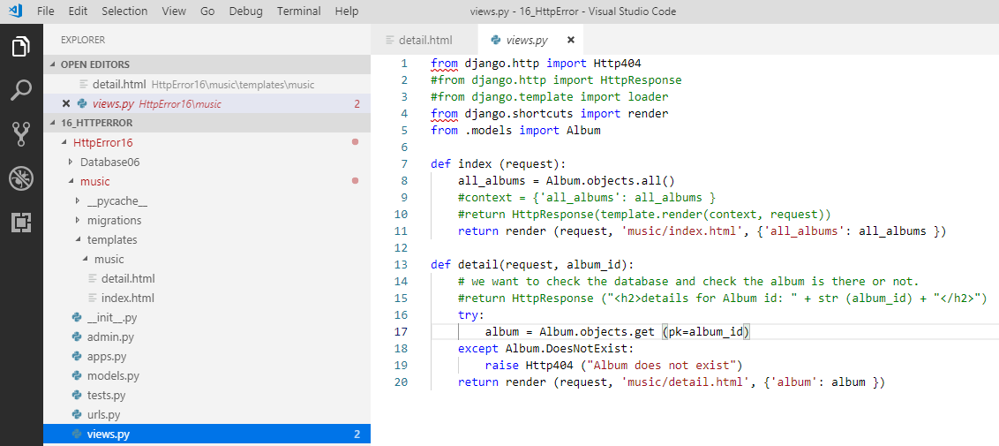 File Edit Selection View Go Debug Terminal Help views.py - 16_HttpError - Visual Studio Code
EXPLORER
OPEN EDITORS
detail.html HttpError16\music\templates\music
views.py HttpError16\music 2
16_HTTPERROR
HttpError16
Database06
music
__pycache__
migrations
templates
music
detail.html
index.html
__init__.py
admin.py
apps.py
models.py
tests.py
urls.py
views.py 2
detail.html views.py
1 from django.http import Http404
2 #from django.http import HttpResponse
3 #from django.template import loader
4 from django.shortcuts import render
5 from .models import Album
6
7 def index (request):
8     all_albums = Album.objects.all()
9     #context = {'all_albums': all_albums }
10     #return HttpResponse(template.render(context, request))
11     return render (request, 'music/index.html', {'all_albums': all_albums })
12
13 def detail(request, album_id):
14     # we want to check the database and check the album is there or not.
15     #return HttpResponse ("<h2>details for Album id: " + str (album_id) + "</h2>")
16     try:
17         album = Album.objects.get (pk=album_id)
18     except Album.DoesNotExist:
19         raise Http404 ("Album does not exist")
20     return render (request, 'music/detail.html', {'album': album })